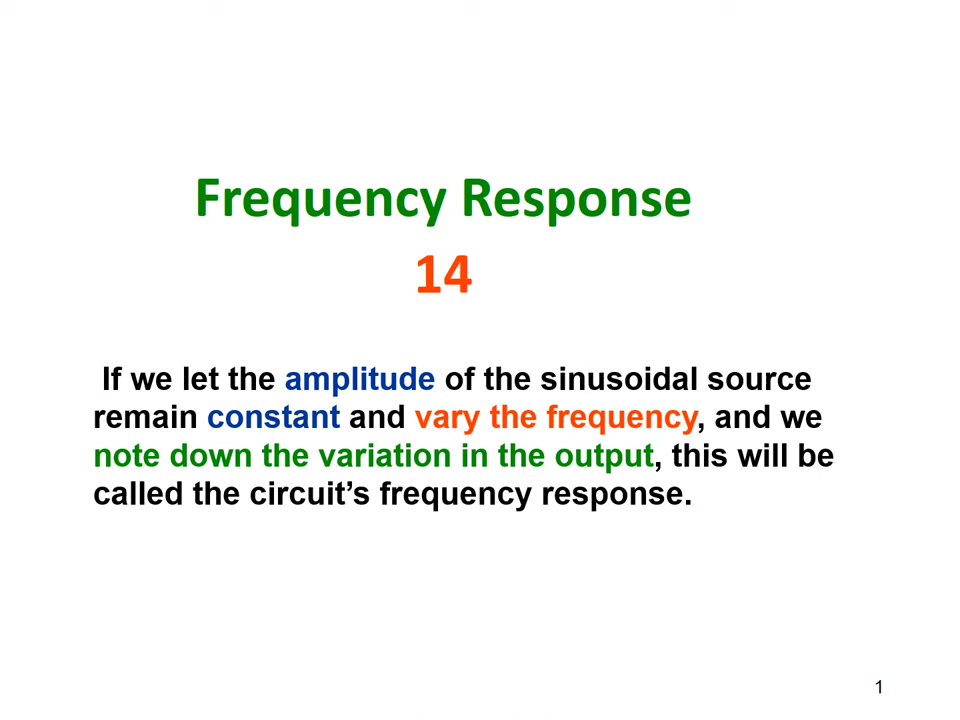 Frequency Response
14
If we let the amplitude of the sinusoidal source
remain constant and vary the frequency, and we
note down the variation in the output, this will be
called the circuit’s frequency response.
1